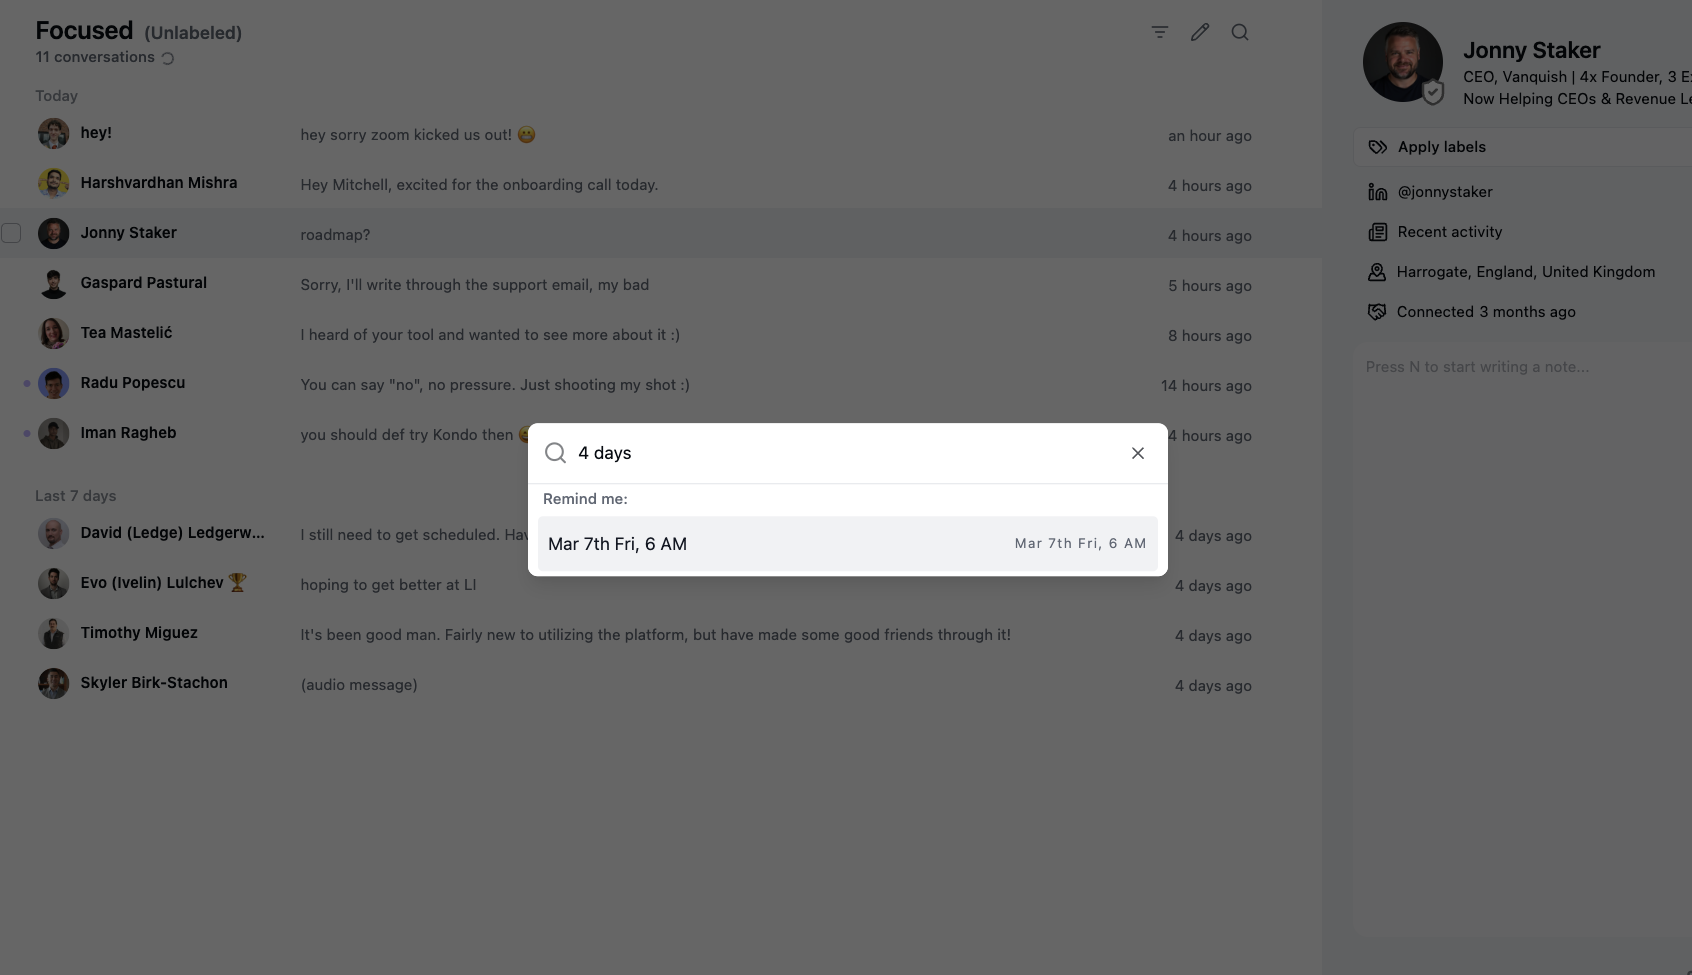 Focused (Unlabeled)
11 conversations
Today
hey!
hey sorry zoom kicked us out! 😬
an hour ago
Harshvardhan Mishra
Hey Mitchell, excited for the onboarding call today.
4 hours ago
Jonny Staker
roadmap?
4 hours ago
Gaspard Pastural
Sorry, I'll write through the support email, my bad
5 hours ago
Tea Mastelić
I heard of your tool and wanted to see more about it :)
8 hours ago
Radu Popescu
You can say "no", no pressure. Just shooting my shot :)
14 hours ago
Iman Ragheb
you should def try Kondo then
4 hours ago
Last 7 days
David (Ledge) Ledgerw...
I still need to get scheduled.
4 days ago
Evo (Ivelin) Lulchev 🏆
hoping to get better at LI
4 days ago
Timothy Miguez
It's been good man. Fairly new to utilizing the platform, but have made some good friends through it!
4 days ago
Skyler Birk-Stachon
(audio message)
4 days ago
4 days
Remind me:
Mar 7th Fri, 6 AM
Mar 7th Fri, 6 AM
Jonny Staker
CEO, Vanquish | 4x Founder, 3
Now Helping CEOs & Revenue
Apply labels
@jonnystaker
Recent activity
Harrogate, England, United Kingdom
Connected 3 months ago
Press N to start writing a note...